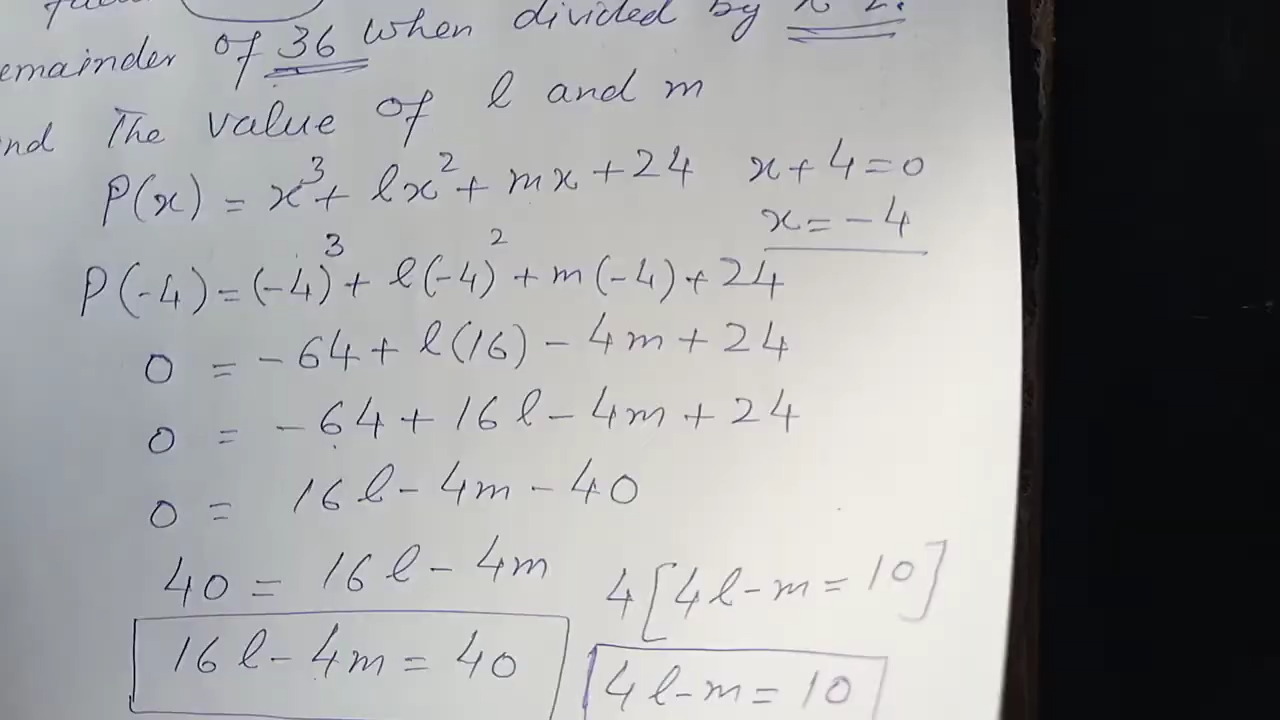 remainder of 36 when divided by x-2.
The value of l and m
P(x) = x³ + lx² + mx + 24 x + 4 = 0
x = -4
P(-4) = (-4)³ + l(-4)² + m(-4) + 24
0 = -64 + l(16) - 4m + 24
0 = -64 + 16l - 4m + 24
0 = 16l - 4m - 40
40 = 16l - 4m 4[4l - m = 10]
16l - 4m = 40 4l - m = 10